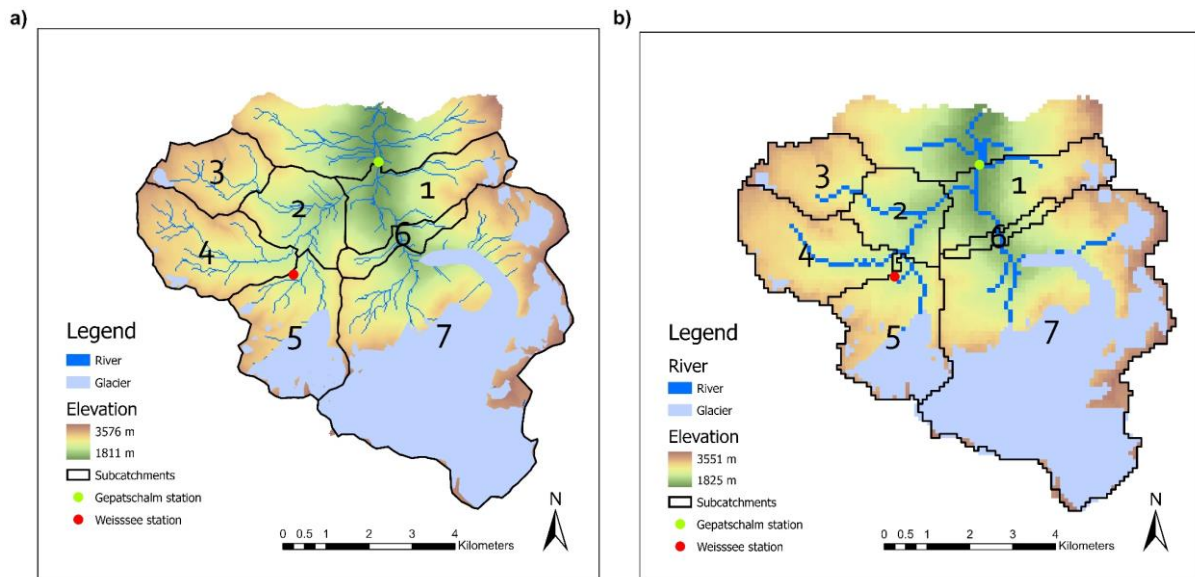 a)
3
2
1
6
4
5
7
Legend
River
Glacier
Elevation
3576 m
1811 m
Subcatchments
Gepatschalm station
Weisssee station
0 0.5 1 2 3 4
Kilometers
N
b)
3
2
1
6
4
5
7
Legend
River
River
Glacier
Elevation
3551 m
1825 m
Subcatchments
Gepatschalm station
Weisssee station
0 0.5 1 2 3 4
Kilometers
N